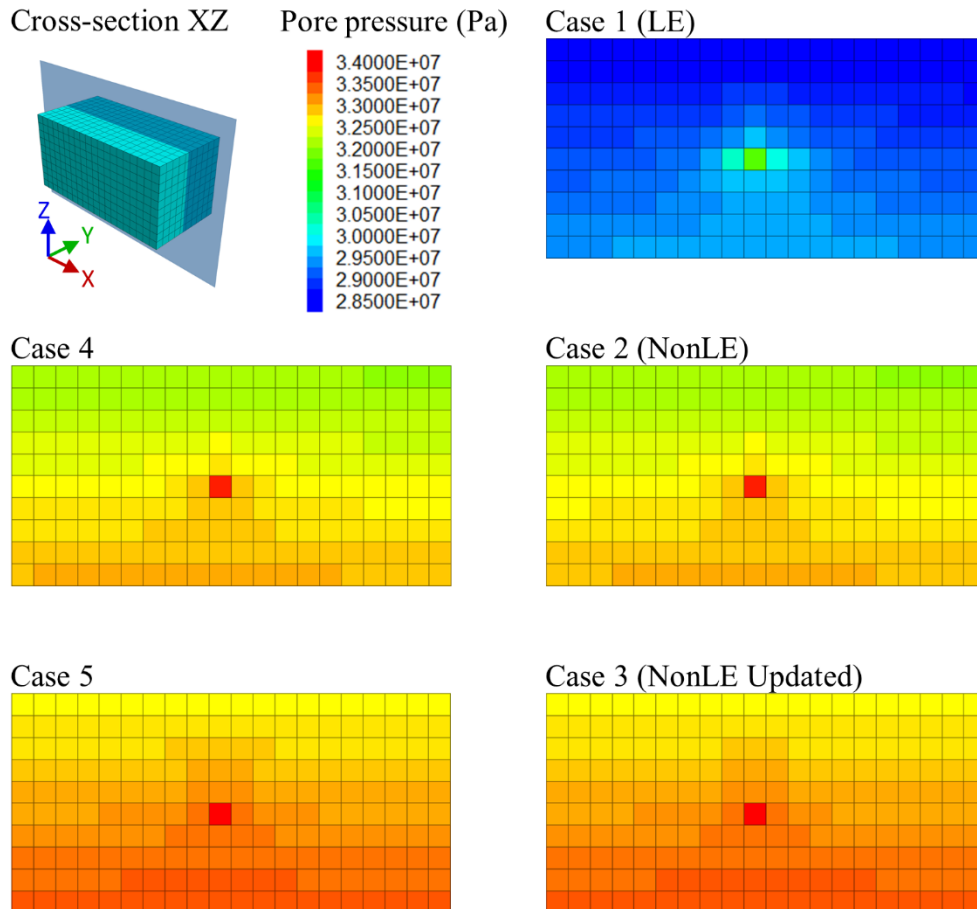 Cross-section XZ
Pore pressure (Pa)
Case 1 (LE)
3.4000E+07
3.3500E+07
3.3000E+07
3.2500E+07
3.2000E+07
3.1500E+07
3.1000E+07
3.0500E+07
3.0000E+07
2.9500E+07
2.9000E+07
2.8500E+07
Z
Y
X
Case 4
Case 2 (NonLE)
Case 5
Case 3 (NonLE Updated)